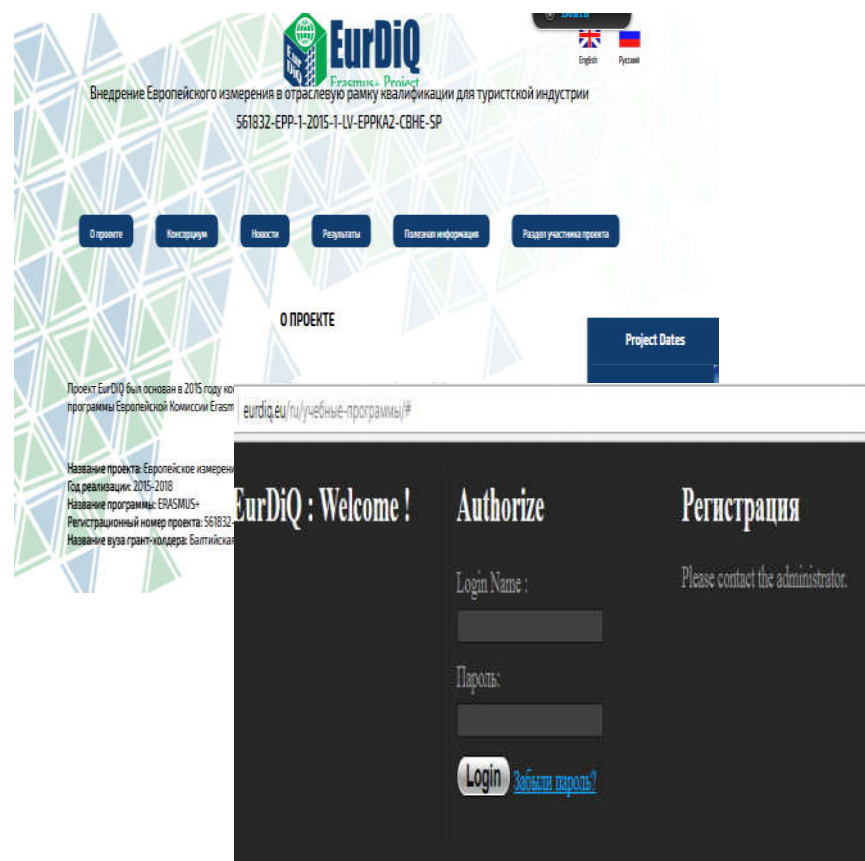 Войти
EurDiQ
Erasmus+ Project
English
Русский
Внедрение Европейского измерения в отраслевую рамку квалификации для туристской индустрии
561832-EPP-1-2015-1-LV-EPPKA2-CBHE-SP
О проекте
Консорциум
Новости
Результаты
Полезная информация
Раздел участника проекта
О ПРОЕКТЕ
Project Dates
Проект EurDiQ был основан в 2015 году
программы Европейской Комиссии Erasm
Название проекта: Европейское измерени
Год реализации: 2015-2018
Название программы: ERASMUS+
Регистрационный номер проекта: 561832-
Название вуза грант-холдера: Балтийская
eurdiq.eu/ru/учебные-программы/#
EurDiQ : Welcome !
Authorize
Login Name :
Пароль:
Login
Забыли пароль?
Регистрация
Please contact the administrator.